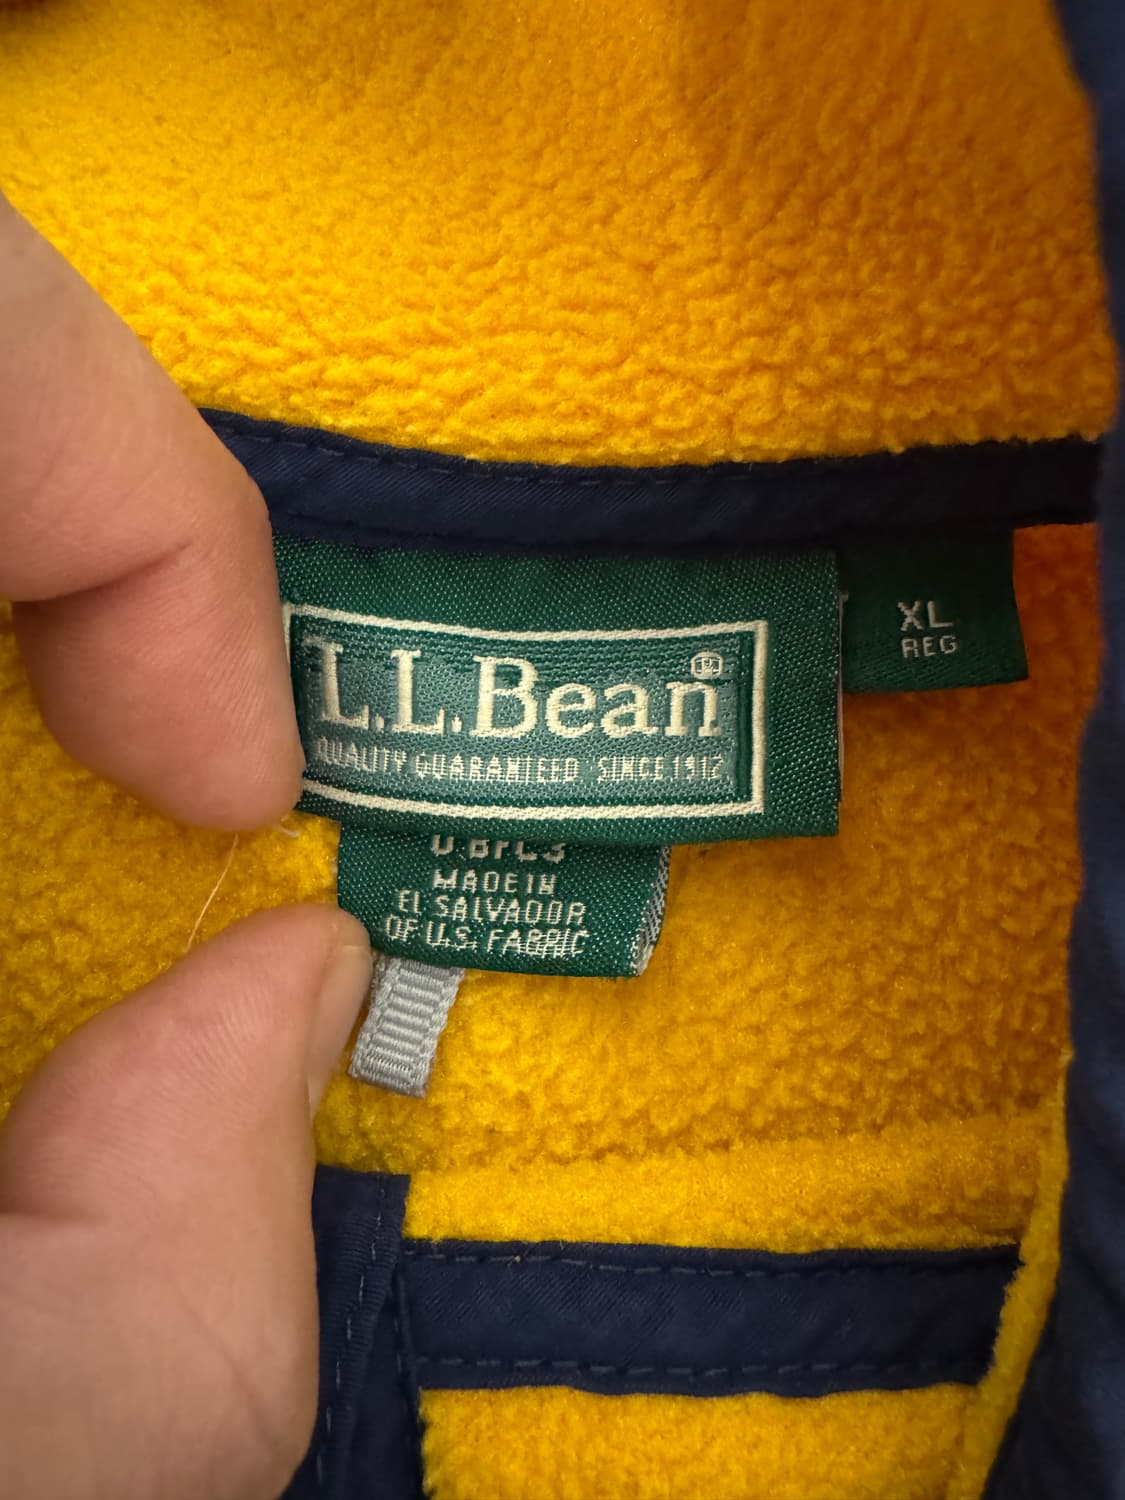 L.L.Bean®
QUALITY GUARANTEED SINCE 1912
XL
REG
MADE IN
EL SALVADOR
OF U.S. FABRIC